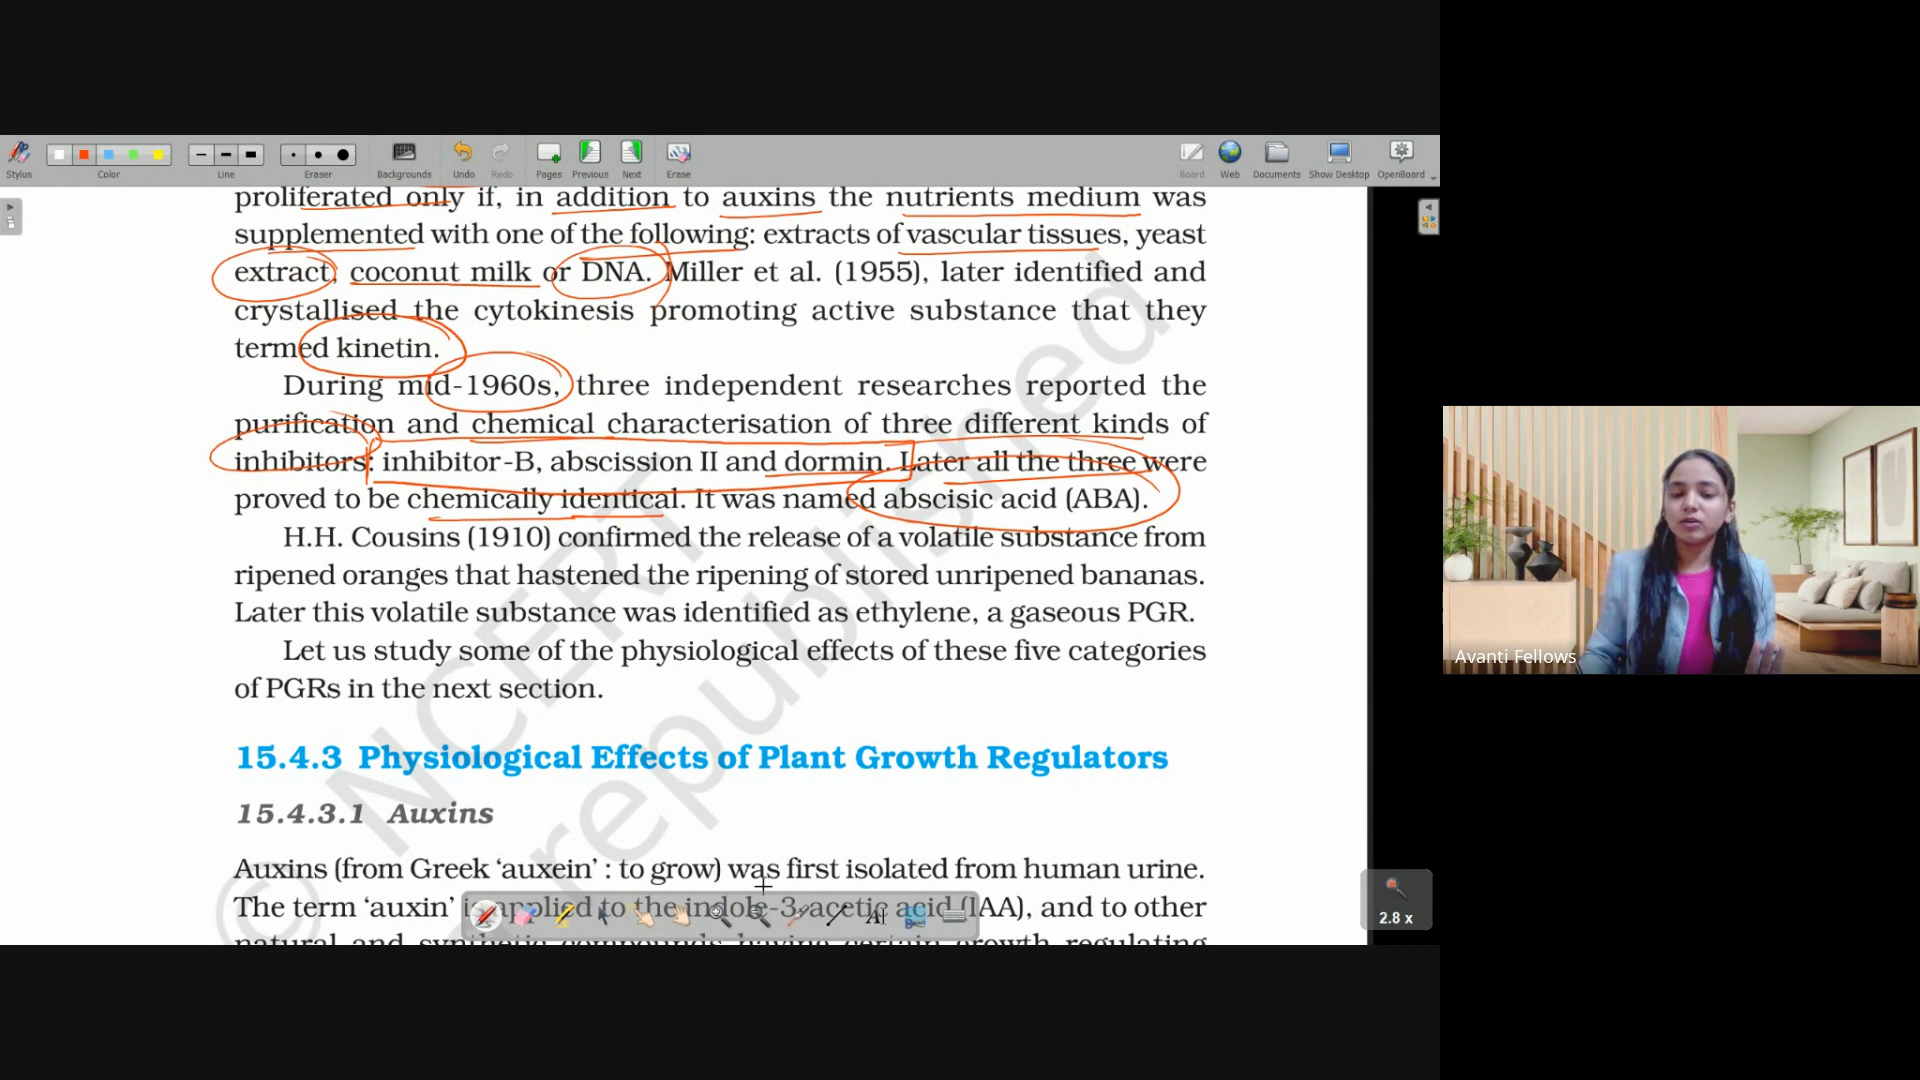 Stylus Color Line Eraser Backgrounds Undo Redo Pages Previous Next Erase Board Web Documents Show Desktop OpenBoard
proliferated only if, in addition to auxins the nutrients medium was
supplemented with one of the following: extracts of vascular tissues, yeast
extract, coconut milk or DNA. Miller et al. (1955), later identified and
crystallised the cytokinesis promoting active substance that they
termed kinetin.
During mid-1960s, three independent researches reported the
purification and chemical characterisation of three different kinds of
inhibitors: inhibitor-B, abscission II and dormin. Later all the three were
proved to be chemically identical. It was named abscisic acid (ABA).
H.H. Cousins (1910) confirmed the release of a volatile substance from
ripened oranges that hastened the ripening of stored unripened bananas.
Later this volatile substance was identified as ethylene, a gaseous PGR.
Let us study some of the physiological effects of these five categories
of PGRs in the next section.
15.4.3 Physiological Effects of Plant Growth Regulators
15.4.3.1 Auxins
Auxins (from Greek ‘auxein’ : to grow) was first isolated from human urine.
The term ‘auxin’ is applied to the indole-3-acetic acid (IAA), and to other
natural and synthetic compounds having certain growth regulating
© NCERT
republished
2.8 x
Avanti Fellows